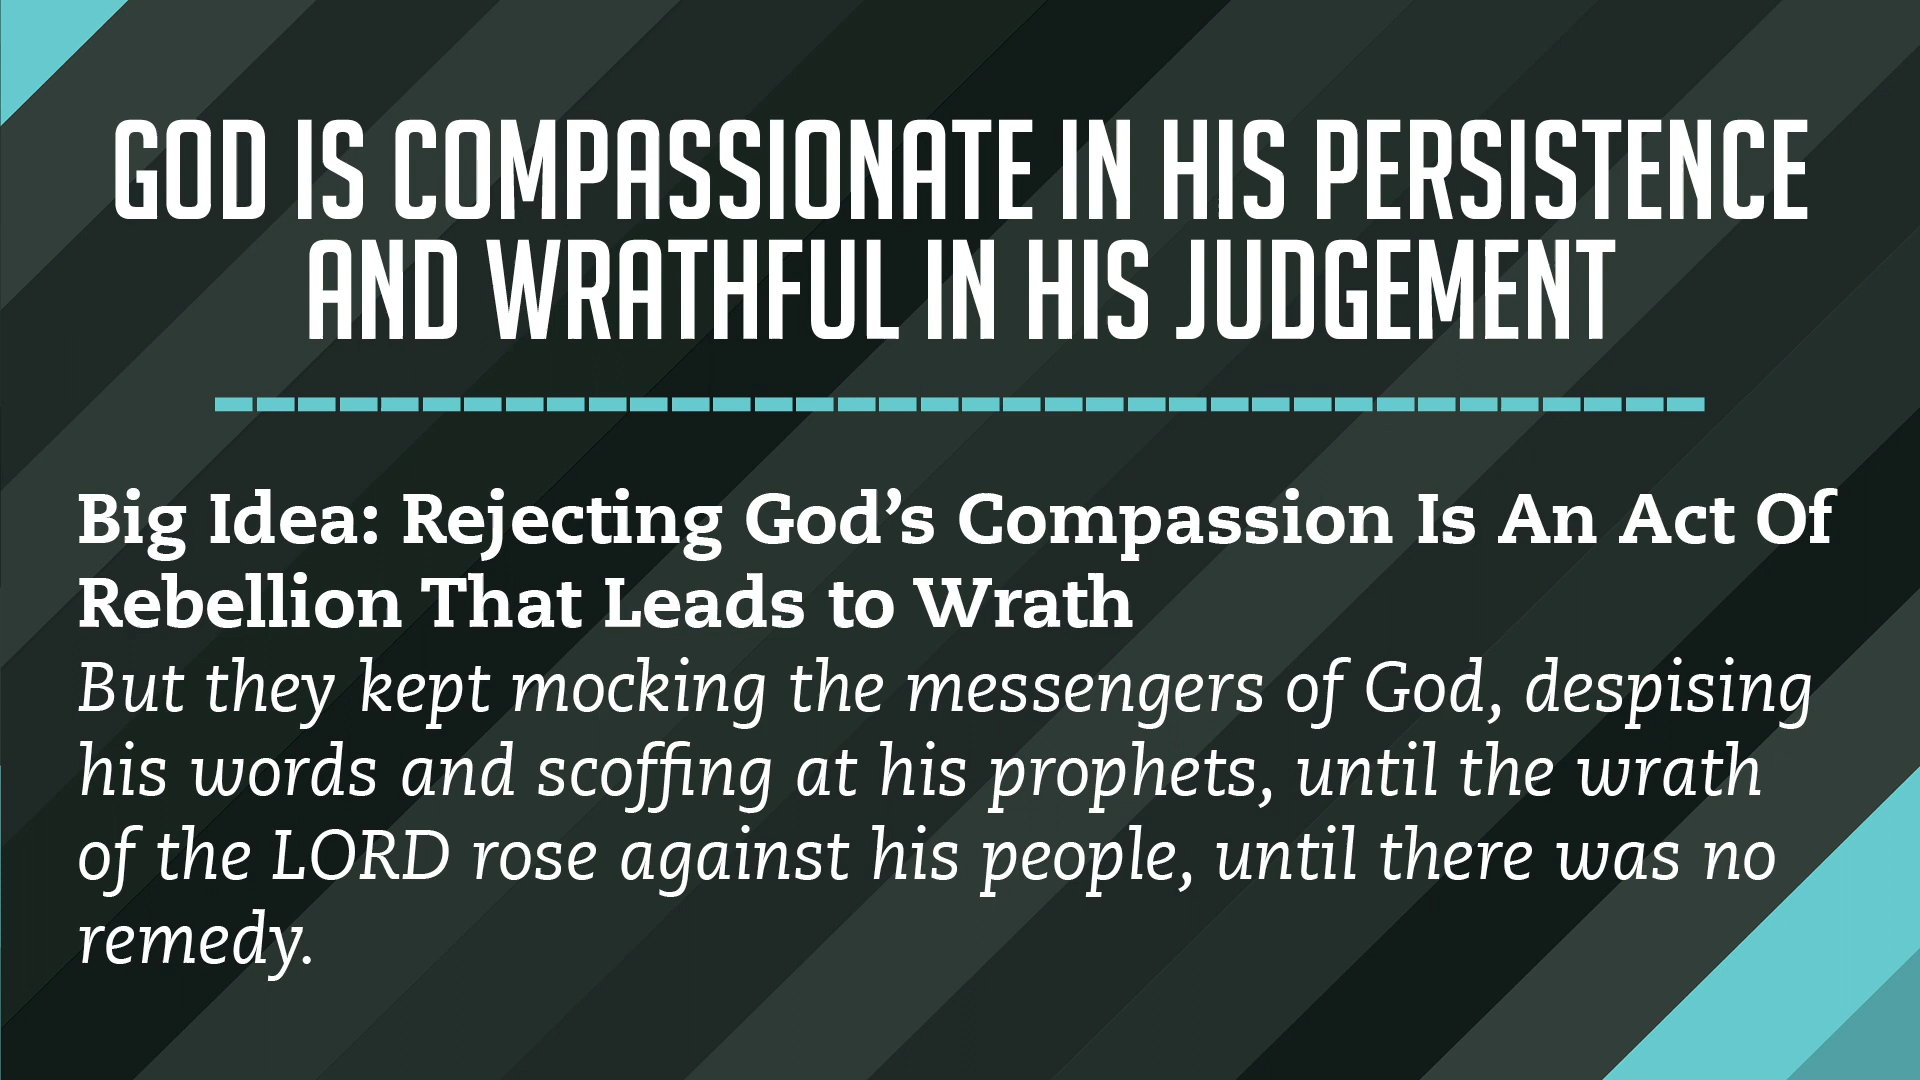 GOD IS COMPASSIONATE IN HIS PERSISTENCE
AND WRATHFUL IN HIS JUDGEMENT
Big Idea: Rejecting God’s Compassion Is An Act Of
Rebellion That Leads to Wrath
But they kept mocking the messengers of God, despising
his words and scoffing at his prophets, until the wrath
of the LORD rose against his people, until there was no
remedy.